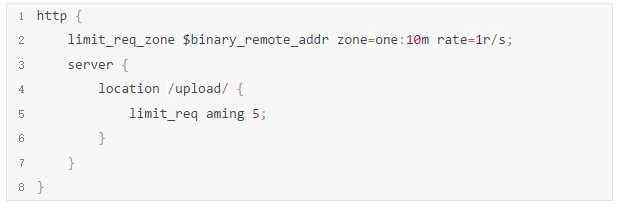 1 http {
2     limit_req_zone $binary_remote_addr zone=one:10m rate=1r/s;
3     server {
4         location /upload/ {
5             limit_req aming 5;
6         }
7     }
8 }